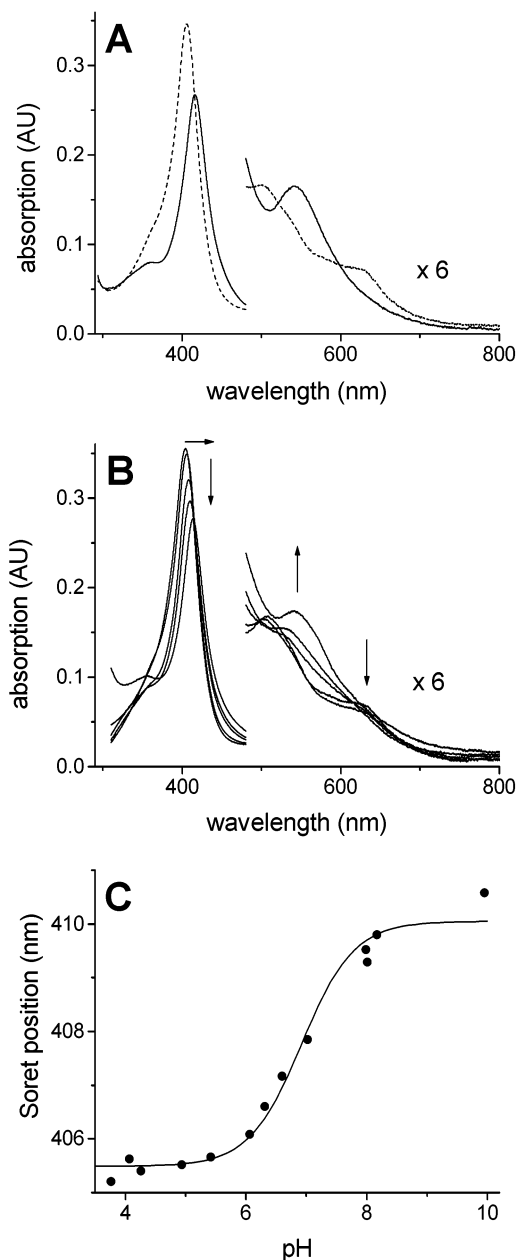 A
absorption (AU)
0.3
0.2
0.1
0.0
x 6
400
600
800
wavelength (nm)
B
absorption (AU)
0.3
0.2
0.1
0.0
x 6
400
600
800
wavelength (nm)
C
Soret position (nm)
410
408
406
4
6
8
10
pH